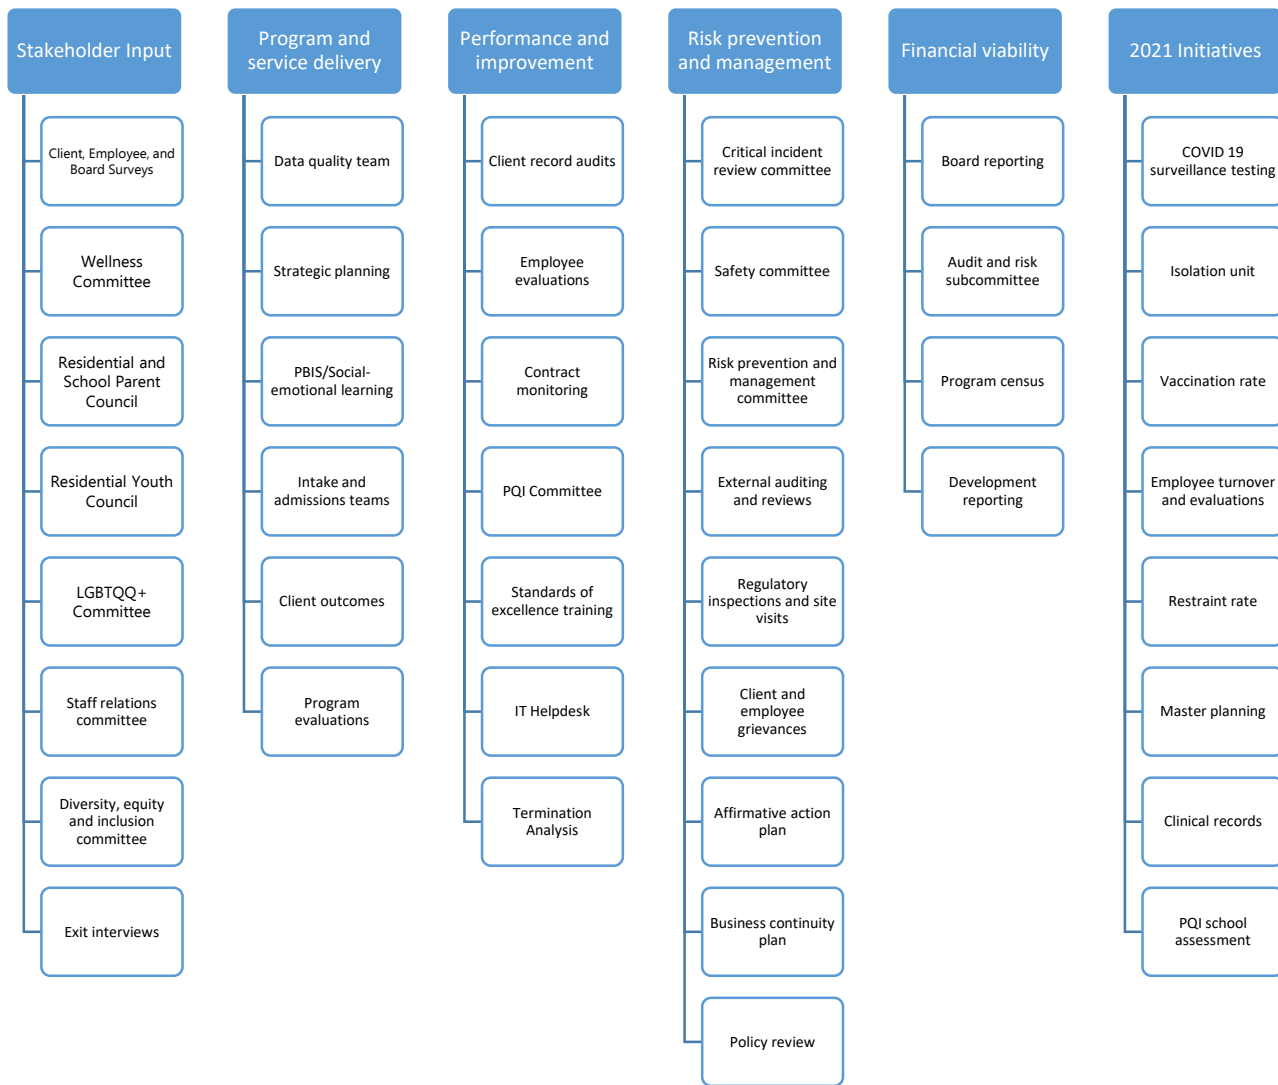 Stakeholder Input
Client, Employee, and
Board Surveys
Wellness
Committee
Residential and
School Parent
Council
Residential Youth
Council
LGBTQQ+
Committee
Staff relations
committee
Diversity, equity
and inclusion
committee
Exit interviews
Program and
service delivery
Data quality team
Strategic planning
PBIS/Social-
emotional learning
Intake and
admissions teams
Client outcomes
Program
evaluations
Performance and
improvement
Client record audits
Employee
evaluations
Contract
monitoring
PQI Committee
Standards of
excellence training
IT Helpdesk
Termination
Analysis
Risk prevention
and management
Critical incident
review committee
Safety committee
Risk prevention and
management
committee
External auditing
and reviews
Regulatory
inspections and site
visits
Client and
employee
grievances
Affirmative action
plan
Business continuity
plan
Policy review
Financial viability
Board reporting
Audit and risk
subcommittee
Program census
Development
reporting
2021 Initiatives
COVID 19
surveillance testing
Isolation unit
Vaccination rate
Employee turnover
and evaluations
Restraint rate
Master planning
Clinical records
PQI school
assessment